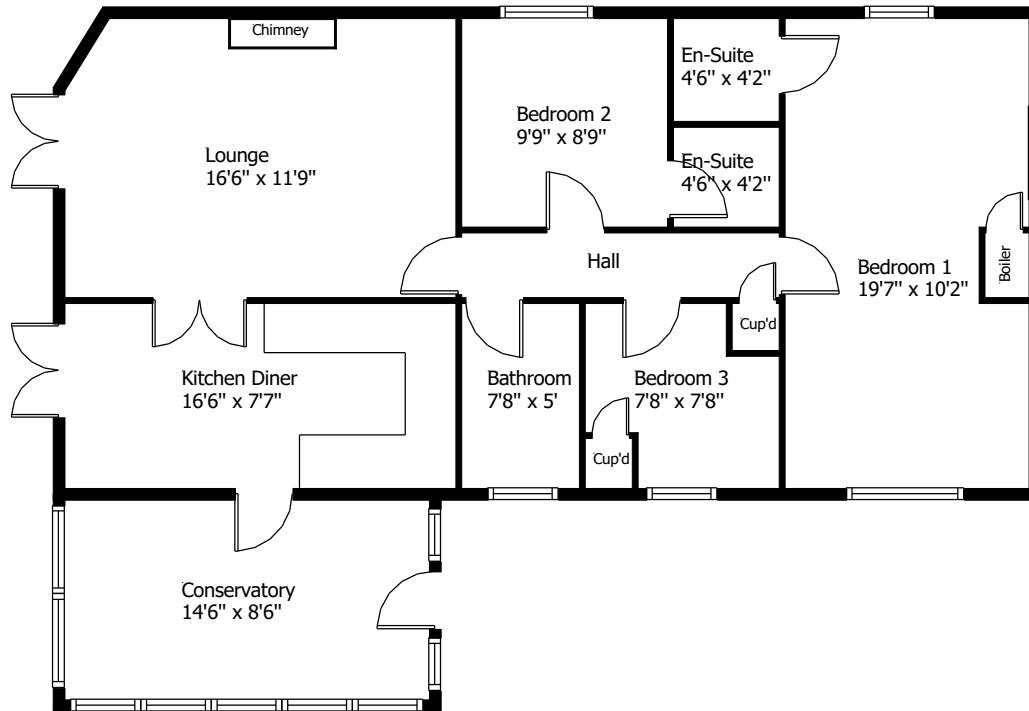 Chimney
En-Suite
4'6" x 4'2"
Bedroom 2
9'9" x 8'9"
Lounge
16'6" x 11'9"
En-Suite
4'6" x 4'2"
Hall
Bedroom 1
19'7" x 10'2"
Boiler
Cup'd
Kitchen Diner
16'6" x 7'7"
Bathroom
7'8" x 5'
Bedroom 3
7'8" x 7'8"
Cup'd
Conservatory
14'6" x 8'6"